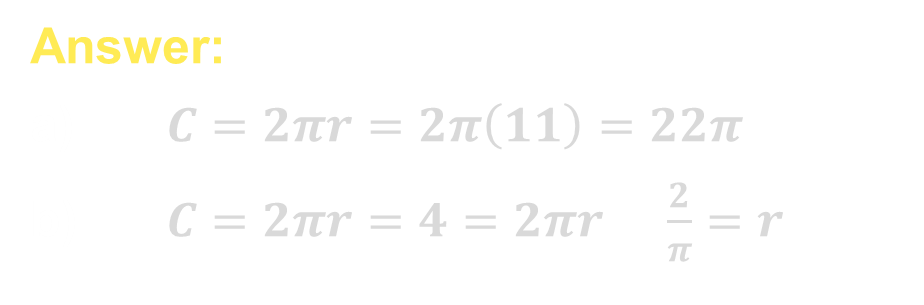 Answer:
C = 2πr = 2π(11) = 22π
C = 2πr = 4 = 2πr  2/π = r